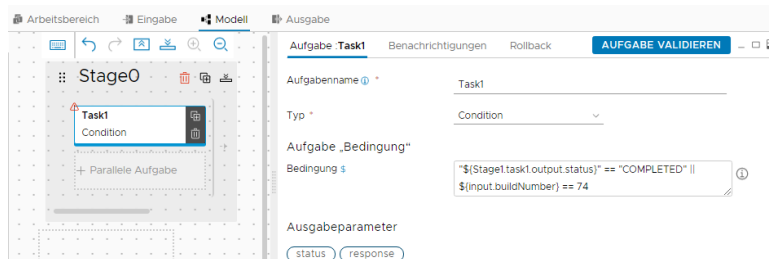 Arbeitsbereich Eingabe Modell Ausgabe
Aufgabe :Task1 Benachrichtigungen Rollback AUFGABE VALIDIEREN
Stage0
Aufgabenname *
Task1
Task1
Condition
Typ *
Condition
+ Parallele Aufgabe
Aufgabe „Bedingung“
Bedingung $
"${Stage1.task1.output.status}" == "COMPLETED" ||
${input.buildNumber} == 74
Ausgabeparameter
status response